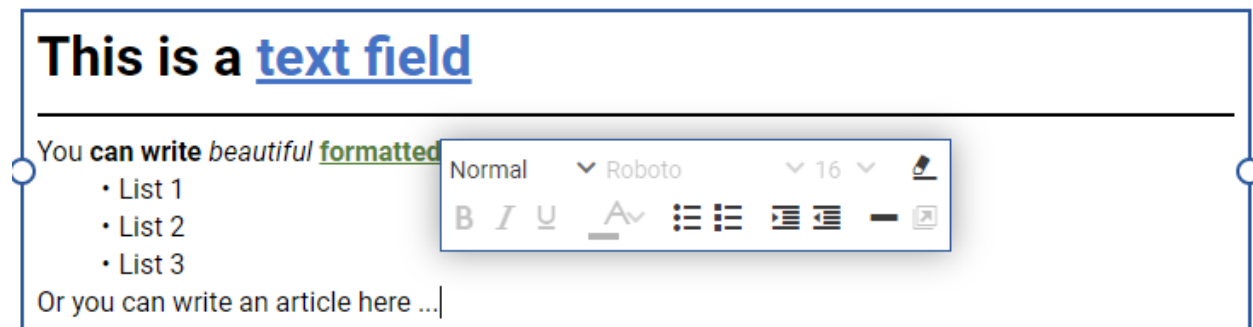 This is a text field
You can write beautiful formatted
• List 1
• List 2
• List 3
Or you can write an article here ...
Normal Roboto 16
B I U A